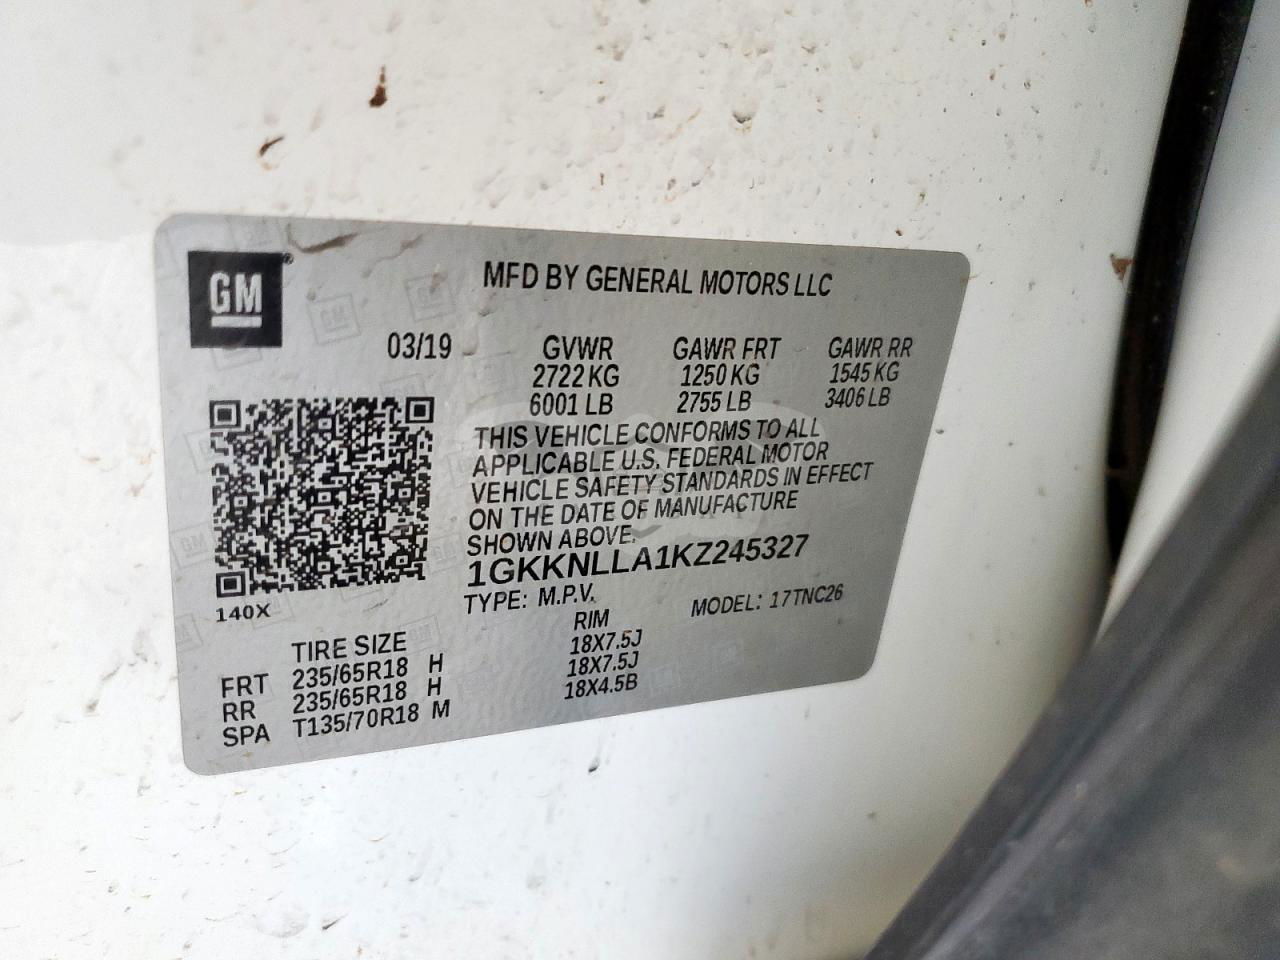 GM
MFD BY GENERAL MOTORS LLC
03/19 GVWR GAWR FRT GAWR RR
2722 KG 1250 KG 1545 KG
6001 LB 2755 LB 3406 LB
THIS VEHICLE CONFORMS TO ALL
APPLICABLE U.S. FEDERAL MOTOR
VEHICLE SAFETY STANDARDS IN EFFECT
ON THE DATE OF MANUFACTURE
SHOWN ABOVE.
1GKKNLLA1KZ245327
140X
TYPE: M.P.V. MODEL: 17TNC26
TIRE SIZE RIM
FRT 235/65R18 H 18X7.5J
RR 235/65R18 H 18X7.5J
SPA T135/70R18 M 18X4.5B